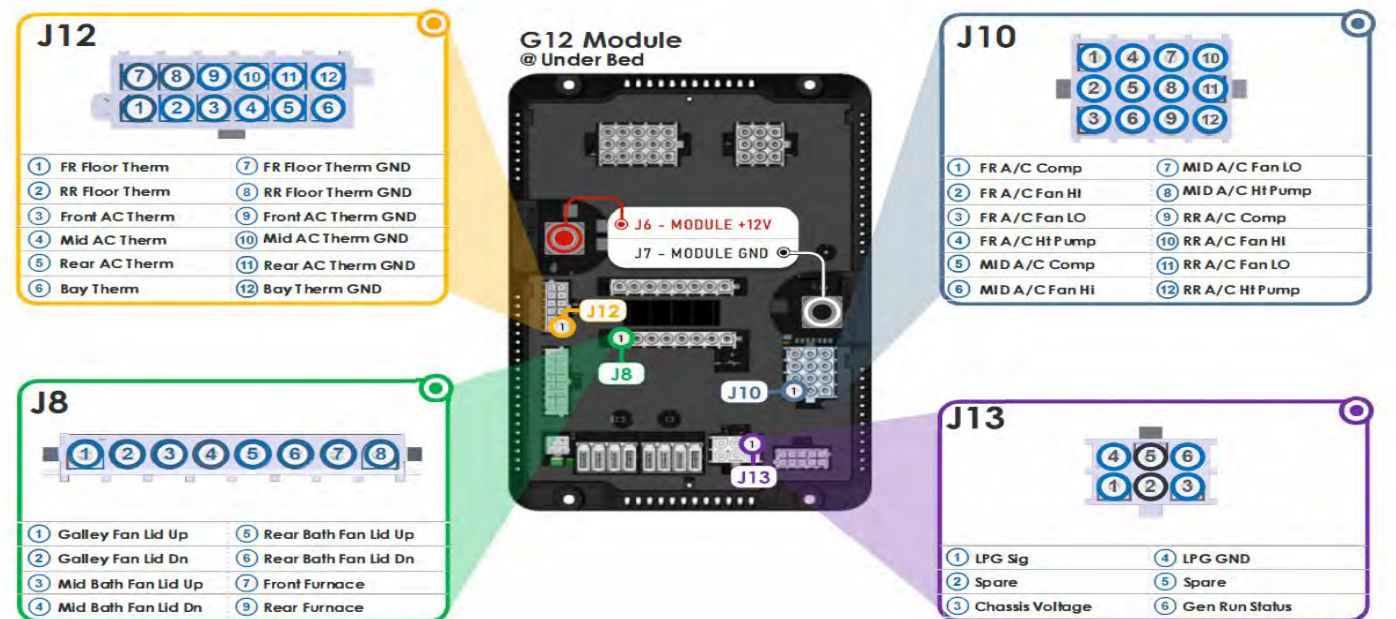 J12
7 8 9 10 11 12
1 2 3 4 5 6
1 FR Floor Therm 7 FR Floor Therm GND
2 RR Floor Therm 8 RR Floor Therm GND
3 Front AC Therm 9 Front AC Therm GND
4 Mid AC Therm 10 Mid AC Therm GND
5 Rear AC Therm 11 Rear AC Therm GND
6 Bay Therm 12 Bay Therm GND
G12 Module
@ Under Bed
J6 - MODULE +12V
J7 - MODULE GND
1 J12
1
J8
J10 1
1
J13
J10
1 4 7 10
2 5 8 11
3 6 9 12
1 FR A/C Comp 7 MID A/C Fan LO
2 FR A/C Fan HI 8 MID A/C Ht Pump
3 FR A/C Fan LO 9 RR A/C Comp
4 FR A/C Ht Pump 10 RR A/C Fan HI
5 MID A/C Comp 11 RR A/C Fan LO
6 MID A/C Fan Hi 12 RR A/C Ht Pump
J8
1 2 3 4 5 6 7 8
1 Galley Fan Lid Up 5 Rear Bath Fan Lid Up
2 Galley Fan Lid Dn 6 Rear Bath Fan Lid Dn
3 Mid Bath Fan Lid Up 7 Front Furnace
4 Mid Bath Fan Lid Dn 9 Rear Furnace
J13
4 5 6
1 2 3
1 LPG Sig 4 LPG GND
2 Spare 5 Spare
3 Chassis Voltage 6 Gen Run Status